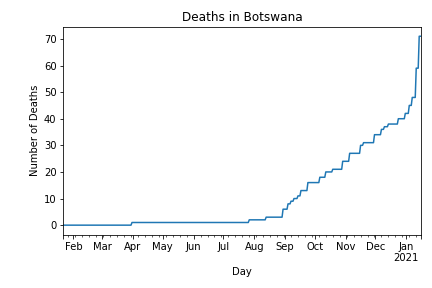 Deaths in Botswana
Number of Deaths
70
60
50
40
30
20
10
0
Feb Mar Apr May Jun Jul Aug Sep Oct Nov Dec Jan
2021
Day